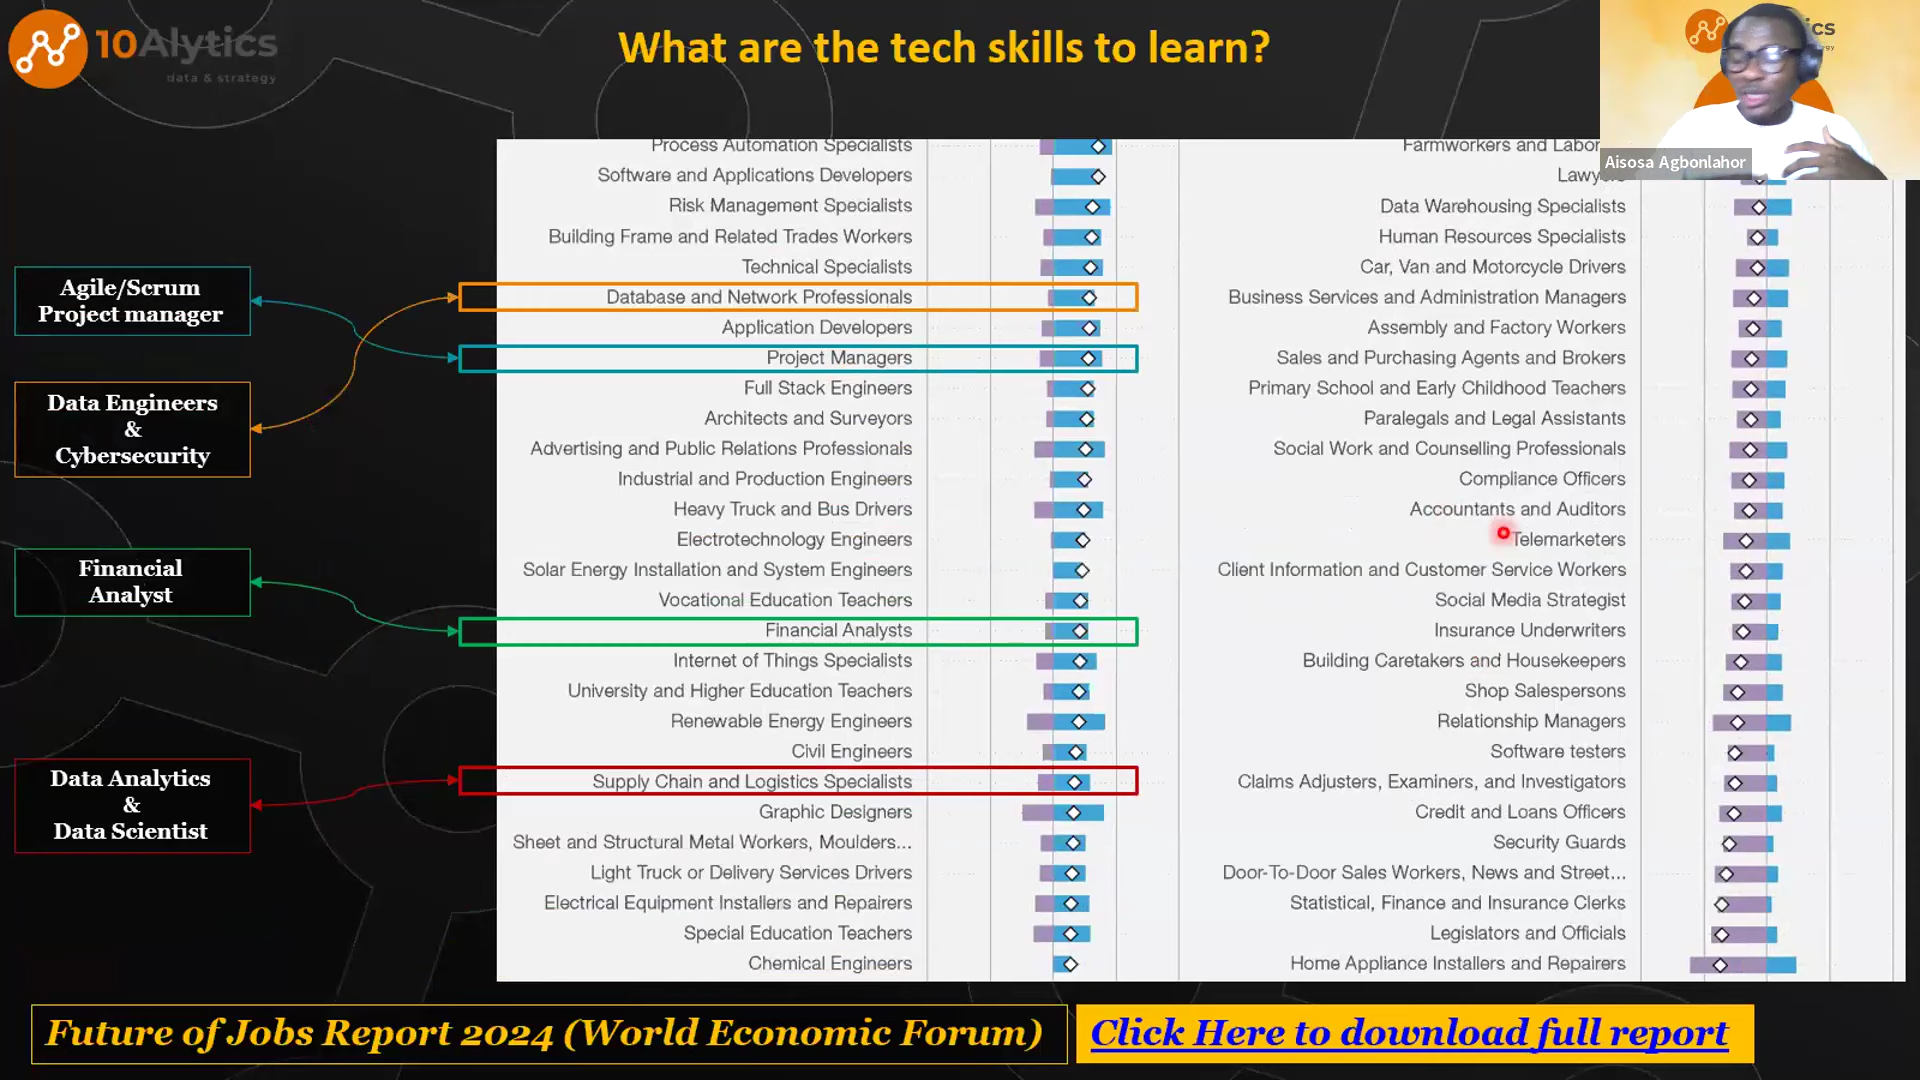 10Alytics
data & strategy
What are the tech skills to learn?
cs
Aisosa Agbonlahor
Agile/Scrum
Project manager
Data Engineers
&
Cybersecurity
Financial
Analyst
Data Analytics
&
Data Scientist
Process Automation Specialists
Software and Applications Developers
Risk Management Specialists
Building Frame and Related Trades Workers
Technical Specialists
Database and Network Professionals
Application Developers
Project Managers
Full Stack Engineers
Architects and Surveyors
Advertising and Public Relations Professionals
Industrial and Production Engineers
Heavy Truck and Bus Drivers
Electrotechnology Engineers
Solar Energy Installation and System Engineers
Vocational Education Teachers
Financial Analysts
Internet of Things Specialists
University and Higher Education Teachers
Renewable Energy Engineers
Civil Engineers
Supply Chain and Logistics Specialists
Graphic Designers
Sheet and Structural Metal Workers, Moulders...
Light Truck or Delivery Services Drivers
Electrical Equipment Installers and Repairers
Special Education Teachers
Chemical Engineers
Farmworkers and Labor
Lawyers
Data Warehousing Specialists
Human Resources Specialists
Car, Van and Motorcycle Drivers
Business Services and Administration Managers
Assembly and Factory Workers
Sales and Purchasing Agents and Brokers
Primary School and Early Childhood Teachers
Paralegals and Legal Assistants
Social Work and Counselling Professionals
Compliance Officers
Accountants and Auditors
Telemarketers
Client Information and Customer Service Workers
Social Media Strategist
Insurance Underwriters
Building Caretakers and Housekeepers
Shop Salespersons
Relationship Managers
Software testers
Claims Adjusters, Examiners, and Investigators
Credit and Loans Officers
Security Guards
Door-To-Door Sales Workers, News and Street...
Statistical, Finance and Insurance Clerks
Legislators and Officials
Home Appliance Installers and Repairers
Future of Jobs Report 2024 (World Economic Forum)
Click Here to download full report